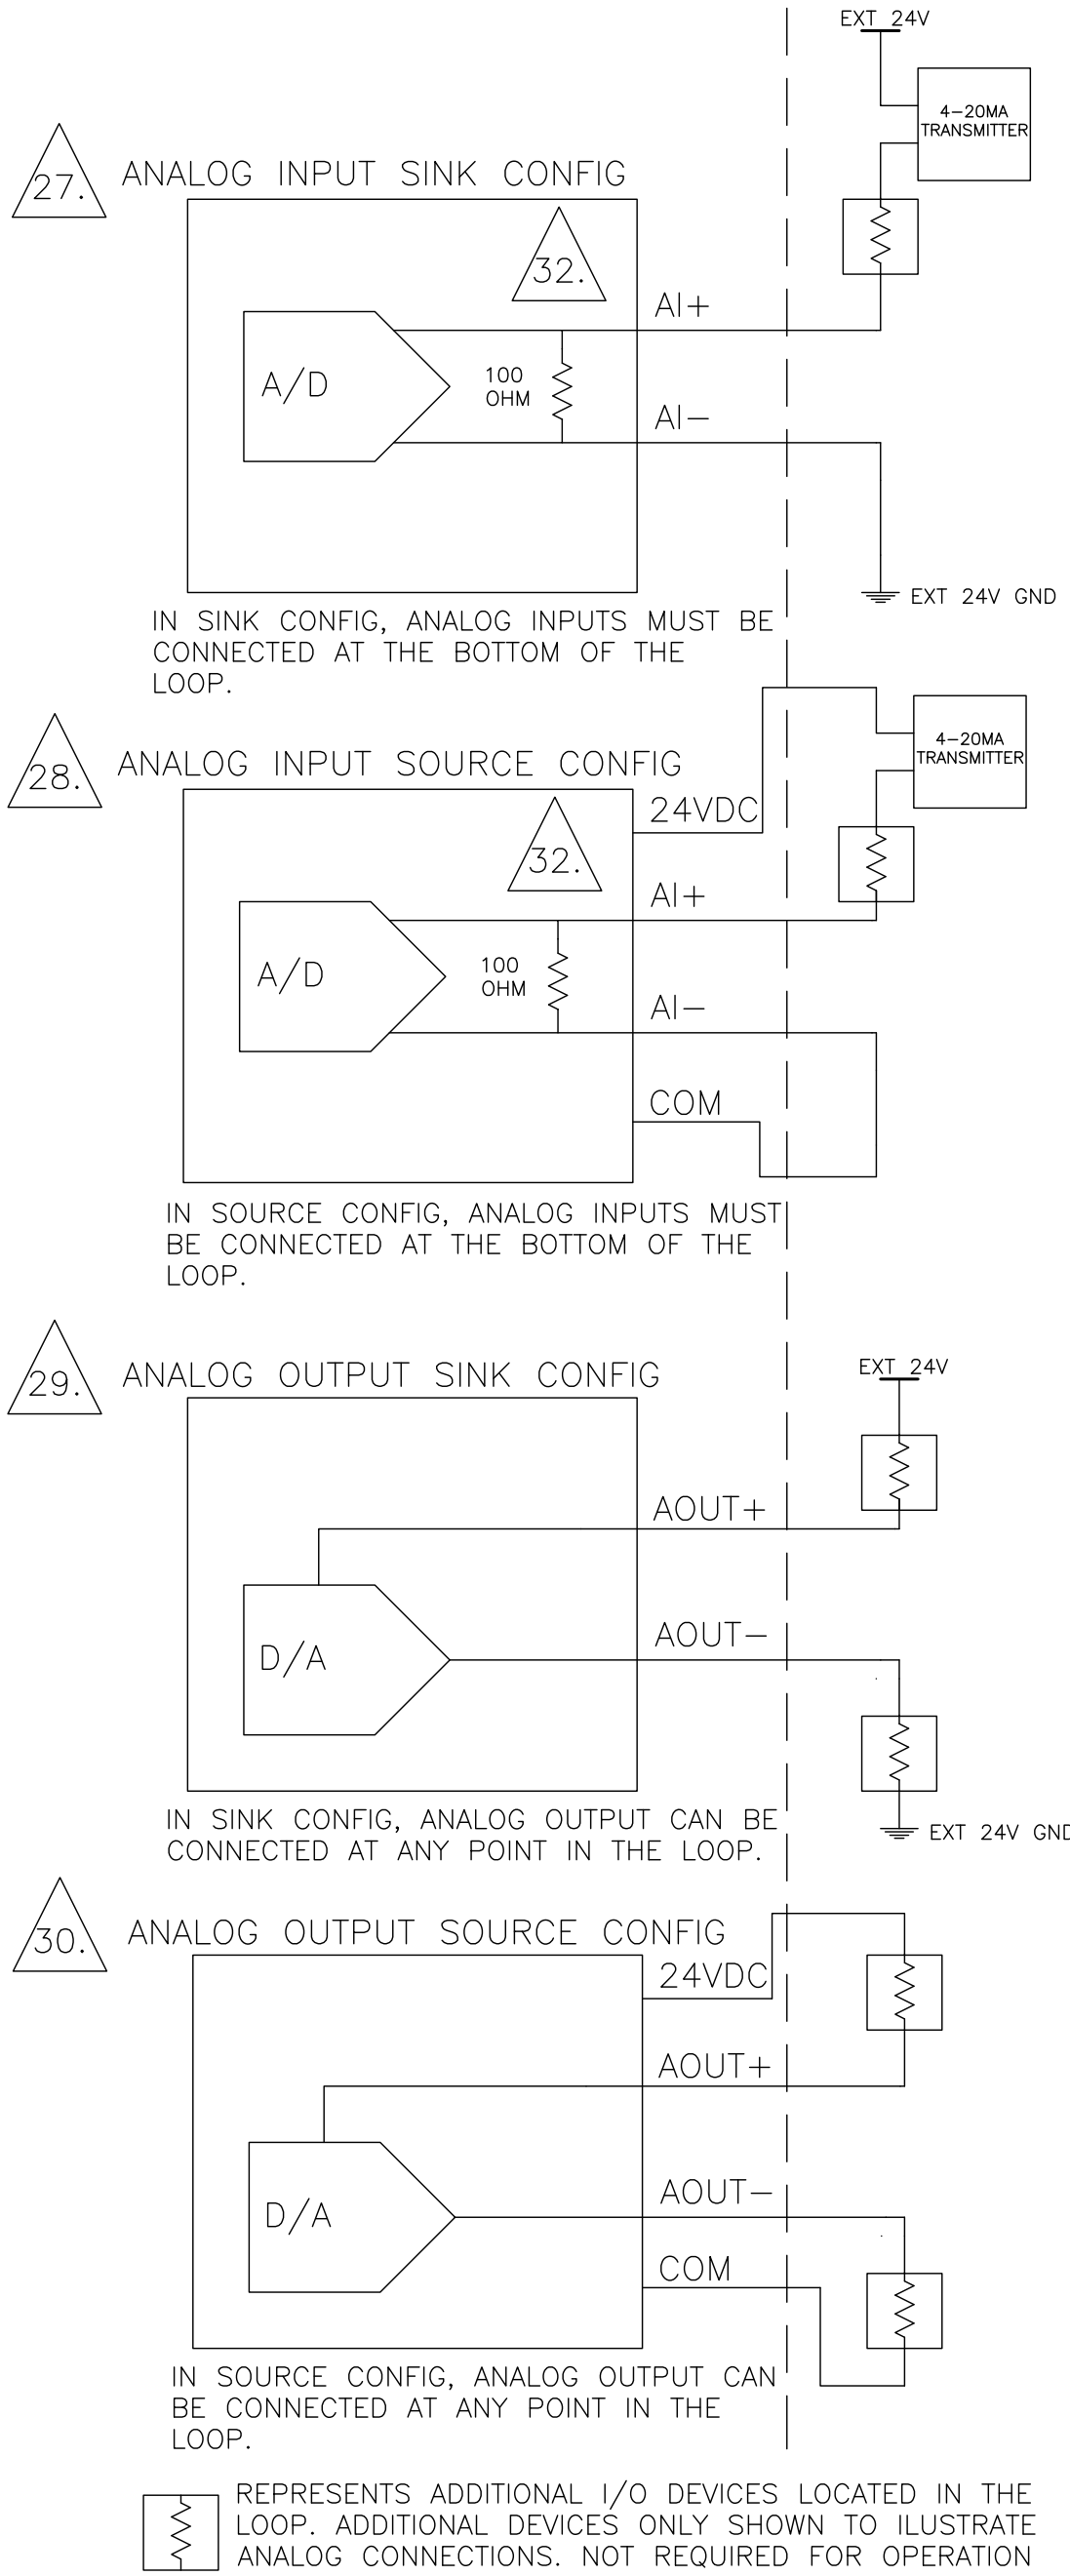 EXT 24V
4-20MA
TRANSMITTER
27.
ANALOG INPUT SINK CONFIG
32.
AI+
A/D
100
OHM
AI-
EXT 24V GND
IN SINK CONFIG, ANALOG INPUTS MUST BE
CONNECTED AT THE BOTTOM OF THE
LOOP.
28.
ANALOG INPUT SOURCE CONFIG
4-20MA
TRANSMITTER
24VDC
32.
AI+
A/D
100
OHM
AI-
COM
IN SOURCE CONFIG, ANALOG INPUTS MUST
BE CONNECTED AT THE BOTTOM OF THE
LOOP.
29.
ANALOG OUTPUT SINK CONFIG
EXT 24V
AOUT+
AOUT-
D/A
IN SINK CONFIG, ANALOG OUTPUT CAN BE
CONNECTED AT ANY POINT IN THE LOOP.
EXT 24V GND
30.
ANALOG OUTPUT SOURCE CONFIG
24VDC
AOUT+
AOUT-
D/A
COM
IN SOURCE CONFIG, ANALOG OUTPUT CAN
BE CONNECTED AT ANY POINT IN THE
LOOP.
REPRESENTS ADDITIONAL I/O DEVICES LOCATED IN THE
LOOP. ADDITIONAL DEVICES ONLY SHOWN TO ILUSTRATE
ANALOG CONNECTIONS. NOT REQUIRED FOR OPERATION